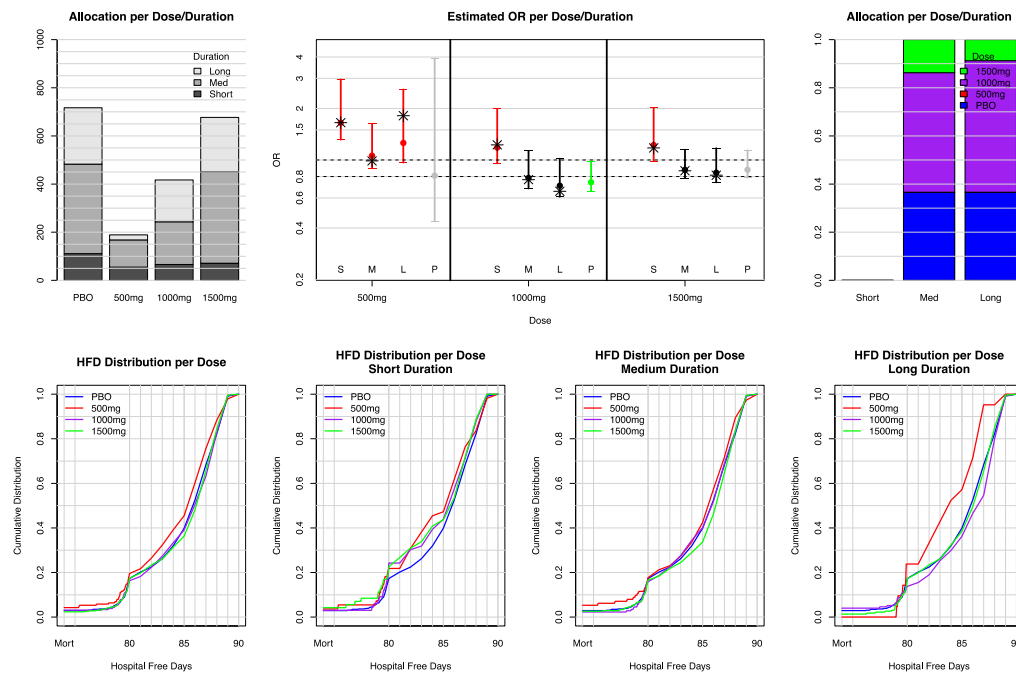 Allocation per Dose/Duration
1000
800
600
400
200
0
Duration
Long
Med
Short
PBO 500mg 1000mg 1500mg
Estimated OR per Dose/Duration
OR
4
3
2
1.5
0.8
0.6
0.4
0.2
S M L P S M L P S M L P
500mg 1000mg 1500mg
Dose
Allocation per Dose/Duration
1.0
0.8
0.6
0.4
0.2
0.0
Dose
1500mg
1000mg
500mg
PBO
Short Med Long
HFD Distribution per Dose
Cumulative Distribution
1.0
0.8
0.6
0.4
0.2
0.0
PBO
500mg
1000mg
1500mg
Mort 80 85 90
Hospital Free Days
HFD Distribution per Dose
Short Duration
Cumulative Distribution
1.0
0.8
0.6
0.4
0.2
0.0
PBO
500mg
1000mg
1500mg
Mort 80 85 90
Hospital Free Days
HFD Distribution per Dose
Medium Duration
Cumulative Distribution
1.0
0.8
0.6
0.4
0.2
0.0
PBO
500mg
1000mg
1500mg
Mort 80 85 90
Hospital Free Days
HFD Distribution per Dose
Long Duration
Cumulative Distribution
1.0
0.8
0.6
0.4
0.2
0.0
PBO
500mg
1000mg
1500mg
Mort 80 85 90
Hospital Free Days